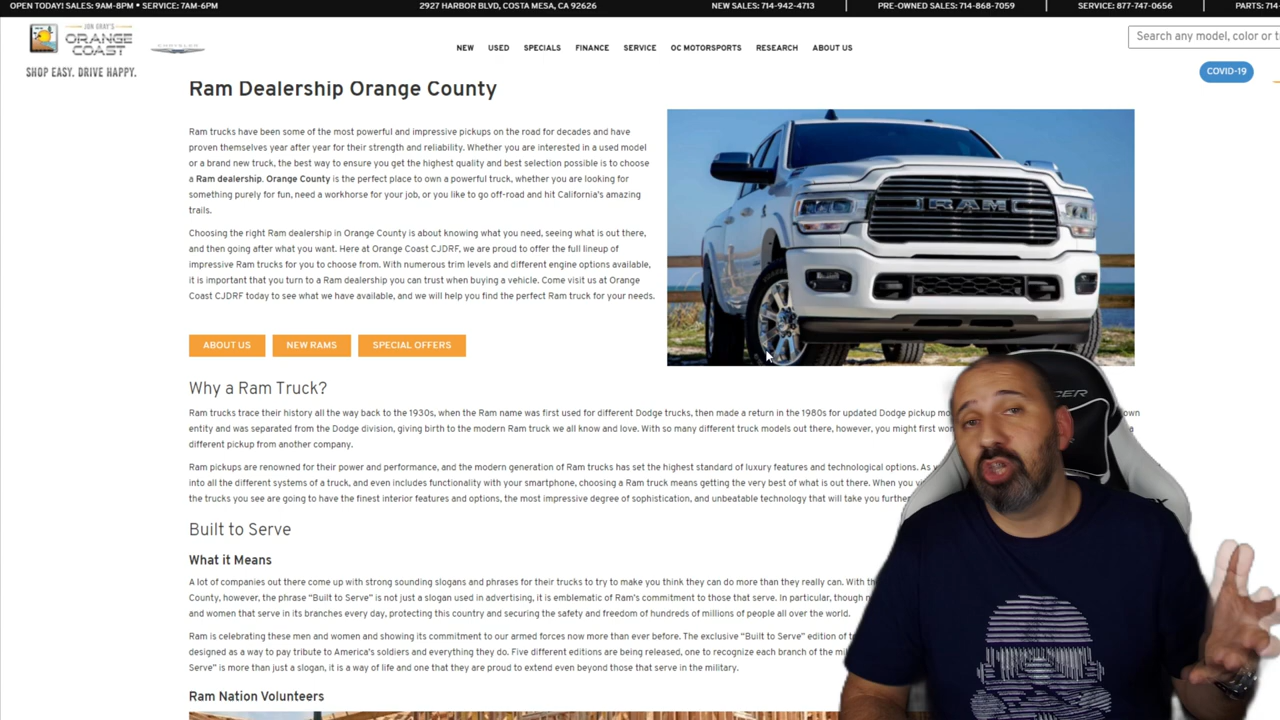 OPEN TODAY! SALES: 9AM-8PM • SERVICE: 7AM-6PM
2927 HARBOR BLVD, COSTA MESA, CA 92626
NEW SALES: 714-942-4713
PRE-OWNED SALES: 714-868-7059
SERVICE: 877-747-0656
PARTS: 714-
JON GRAY'S
ORANGE
COAST
SHOP EASY. DRIVE HAPPY.
CHRYSLER
NEW USED SPECIALS FINANCE SERVICE OC MOTORSPORTS RESEARCH ABOUT US
Search any model, color or t
COVID-19
Ram Dealership Orange County
Ram trucks have been some of the most powerful and impressive pickups on the road for decades and have
proven themselves year after year for their strength and reliability. Whether you are interested in a used model
or a brand new truck, the best way to ensure you get the highest quality and best selection possible is to choose
a Ram dealership. Orange County is the perfect place to own a powerful truck, whether you are looking for
something purely for fun, need a workhorse for your job, or you like to go off-road and hit California's amazing
trails.
Choosing the right Ram dealership in Orange County is about knowing what you need, seeing what is out there,
and then going after what you want. Here at Orange Coast CJDRF, we are proud to offer the full lineup of
impressive Ram trucks for you to choose from. With numerous trim levels and different engine options available,
it is important that you turn to a Ram dealership you can trust when buying a vehicle. Come visit us at Orange
Coast CJDRF today to see what we have available, and we will help you find the perfect Ram truck for your needs.
RAM
ABOUT US NEW RAMS SPECIAL OFFERS
Why a Ram Truck?
Ram trucks trace their history all the way back to the 1930s, when the Ram name was first used for different Dodge trucks, then made a return in the 1980s for updated Dodge pickup mo own
entity and was separated from the Dodge division, giving birth to the modern Ram truck we all know and love. With so many different truck models out there, however, you might first wo a
different pickup from another company.
Ram pickups are renowned for their power and performance, and the modern generation of Ram trucks has set the highest standard of luxury features and technological options. As y
into all the different systems of a truck, and even includes functionality with your smartphone, choosing a Ram truck means getting the very best of what is out there. When you vi
the trucks you see are going to have the finest interior features and options, the most impressive degree of sophistication, and unbeatable technology that will take you further
Built to Serve
What it Means
A lot of companies out there come up with strong sounding slogans and phrases for their trucks to try to make you think they can do more than they really can. With th
County, however, the phrase “Built to Serve” is not just a slogan used in advertising, it is emblematic of Ram's commitment to those that serve. In particular, though n
and women that serve in its branches every day, protecting this country and securing the safety and freedom of hundreds of millions of people all over the world.
Ram is celebrating these men and women and showing its commitment to our armed forces now more than ever before. The exclusive “Built to Serve” edition of t
designed as a way to pay tribute to America's soldiers and everything they do. Five different editions are being released, one to recognize each branch of the mil
Serve” is more than just a slogan, it is a way of life and one that they are proud to extend even beyond those that serve in the military.
Ram Nation Volunteers